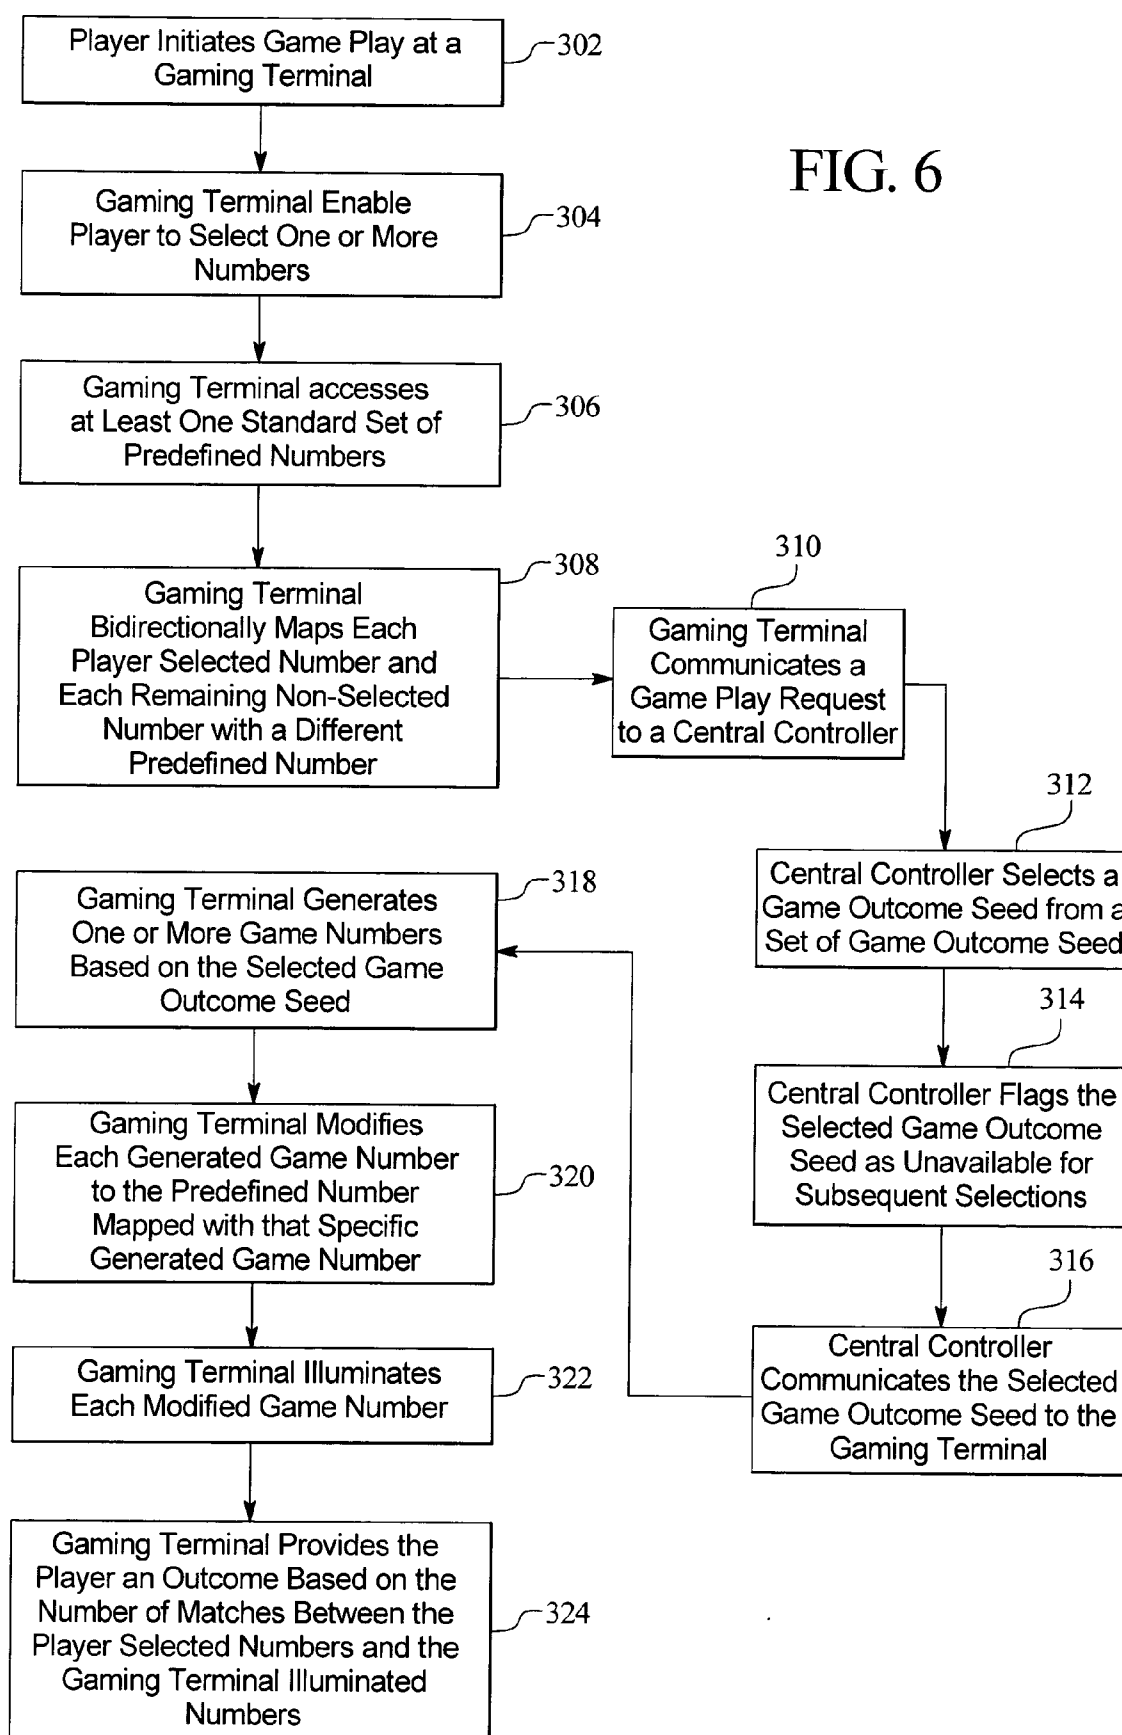 Player Initiates Game Play at a
Gaming Terminal
302
FIG. 6
Gaming Terminal Enable
Player to Select One or More
Numbers
304
Gaming Terminal accesses
at Least One Standard Set of
Predefined Numbers
306
Gaming Terminal
Bidirectionally Maps Each
Player Selected Number and
Each Remaining Non-Selected
Number with a Different
Predefined Number
308
310
Gaming Terminal
Communicates a
Game Play Request
to a Central Controller
312
Central Controller Selects a
Game Outcome Seed from a
Set of Game Outcome Seed
314
Central Controller Flags the
Selected Game Outcome
Seed as Unavailable for
Subsequent Selections
316
Central Controller
Communicates the Selected
Game Outcome Seed to the
Gaming Terminal
Gaming Terminal Generates
One or More Game Numbers
Based on the Selected Game
Outcome Seed
318
Gaming Terminal Modifies
Each Generated Game Number
to the Predefined Number
Mapped with that Specific
Generated Game Number
320
Gaming Terminal Illuminates
Each Modified Game Number
322
Gaming Terminal Provides the
Player an Outcome Based on the
Number of Matches Between the
Player Selected Numbers and the
Gaming Terminal Illuminated
Numbers
324